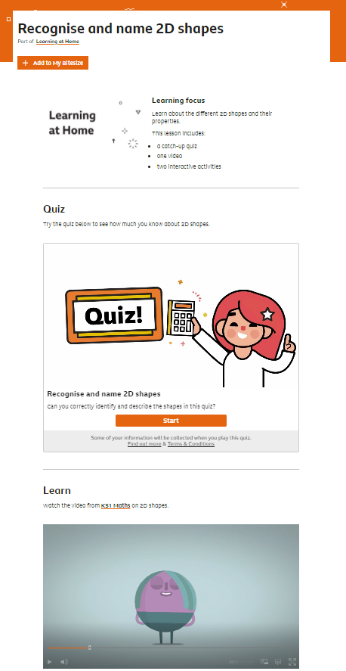 Recognise and name 2D shapes
Part of Learning at Home
+ Add to My Bitesize
Learning
at Home
Learning focus
Learn about the different 2D shapes and their
properties.
This lesson includes:
• a catch-up quiz
• one video
• two interactive activities
Quiz
Try the quiz below to see how much you know about 2D shapes.
Quiz!
Recognise and name 2D shapes
Can you correctly identify and describe the shapes in this quiz?
Start
Some of your information will be collected when you play this quiz.
Find out more & Terms & Conditions.
Learn
Watch the video from KS1 Maths on 2D shapes.